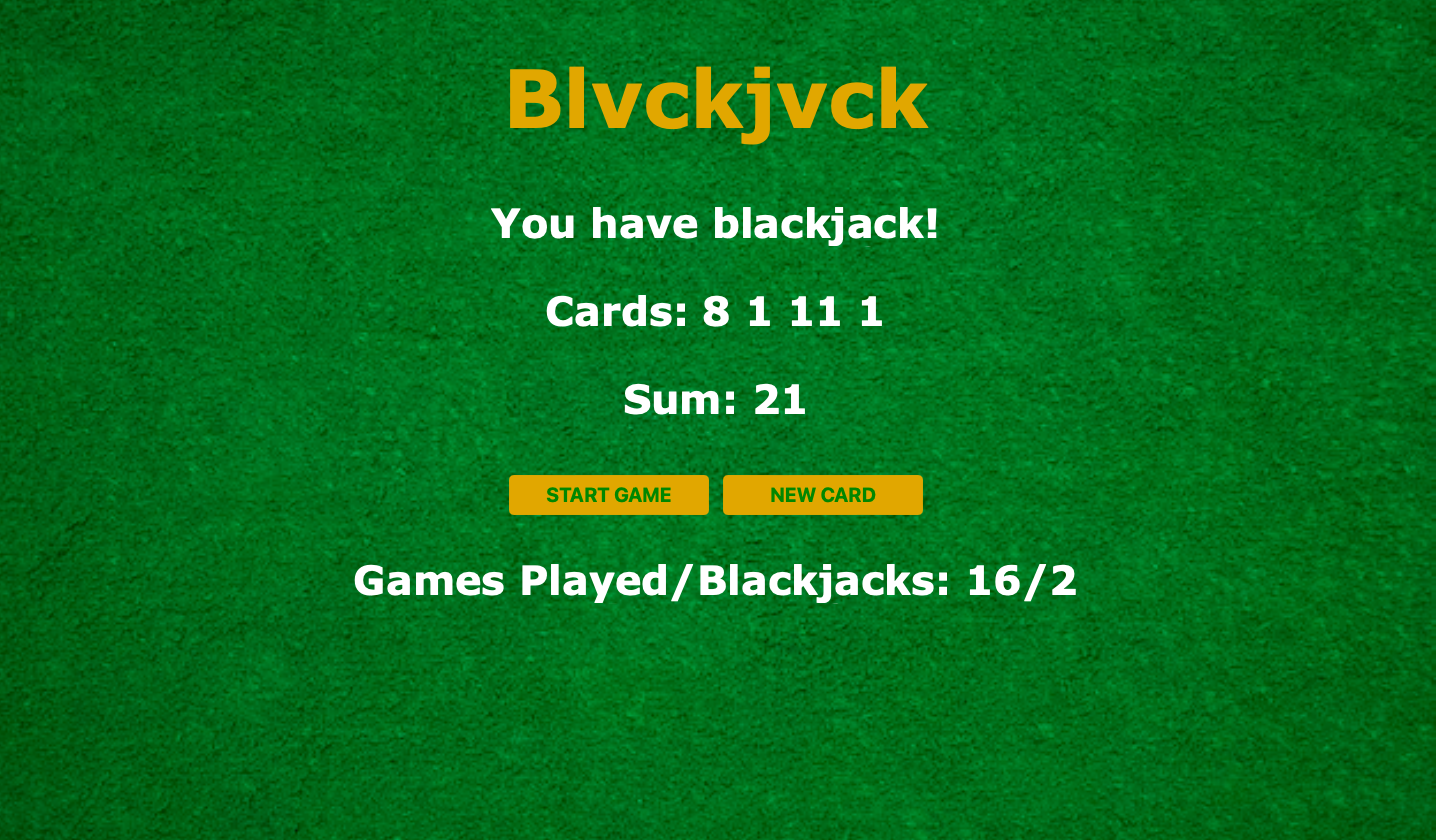 Blvckjvck
You have blackjack!
Cards: 8 1 11 1
Sum: 21
START GAME NEW CARD
Games Played/Blackjacks: 16/2